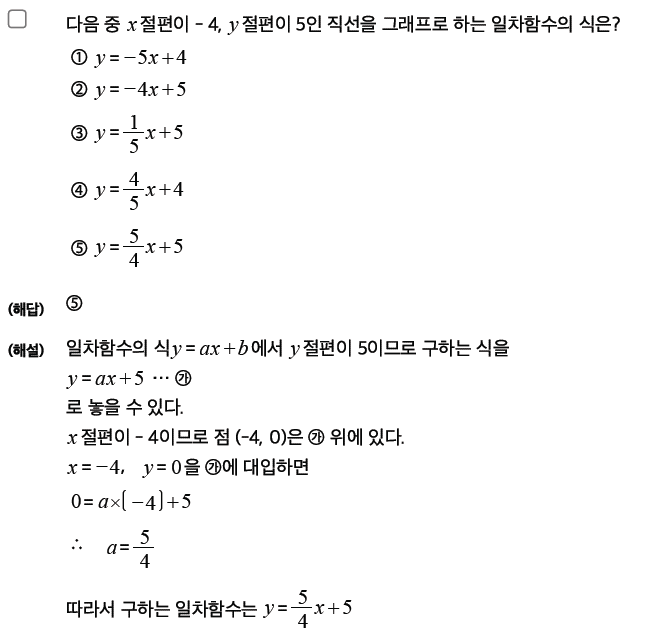 다음 중 x절편이 - 4, y절편이 5인 직선을 그래프로 하는 일차함수의 식은?
① y = -5x + 4
② y = -4x + 5
③ y = 1/5 x + 5
④ y = 4/5 x + 4
⑤ y = 5/4 x + 5
(해답) ⑤
(해설) 일차함수의 식 y = ax + b에서 y절편이 5이므로 구하는 식을
y = ax + 5 ⋯ ㉮
로 놓을 수 있다.
x절편이 - 4이므로 점 (-4, 0)은 ㉮ 위에 있다.
x = -4, y = 0을 ㉮에 대입하면
0 = a×( -4 ) + 5
∴ a = 5/4
따라서 구하는 일차함수는 y = 5/4 x + 5